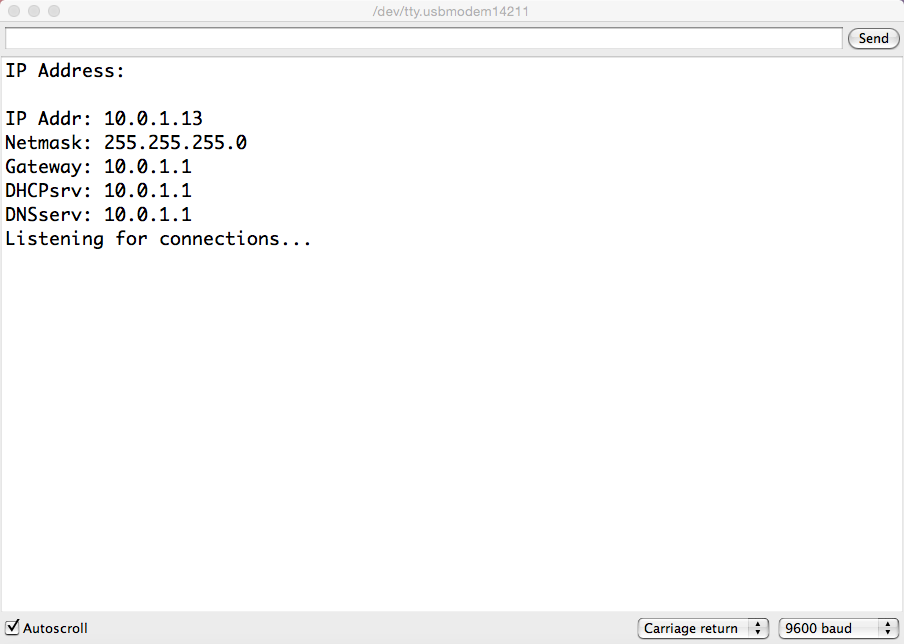 /dev/tty.usbmodem14211
Send
IP Address:
IP Addr: 10.0.1.13
Netmask: 255.255.255.0
Gateway: 10.0.1.1
DHCPsrv: 10.0.1.1
DNSserv: 10.0.1.1
Listening for connections...
Autoscroll
Carriage return
9600 baud